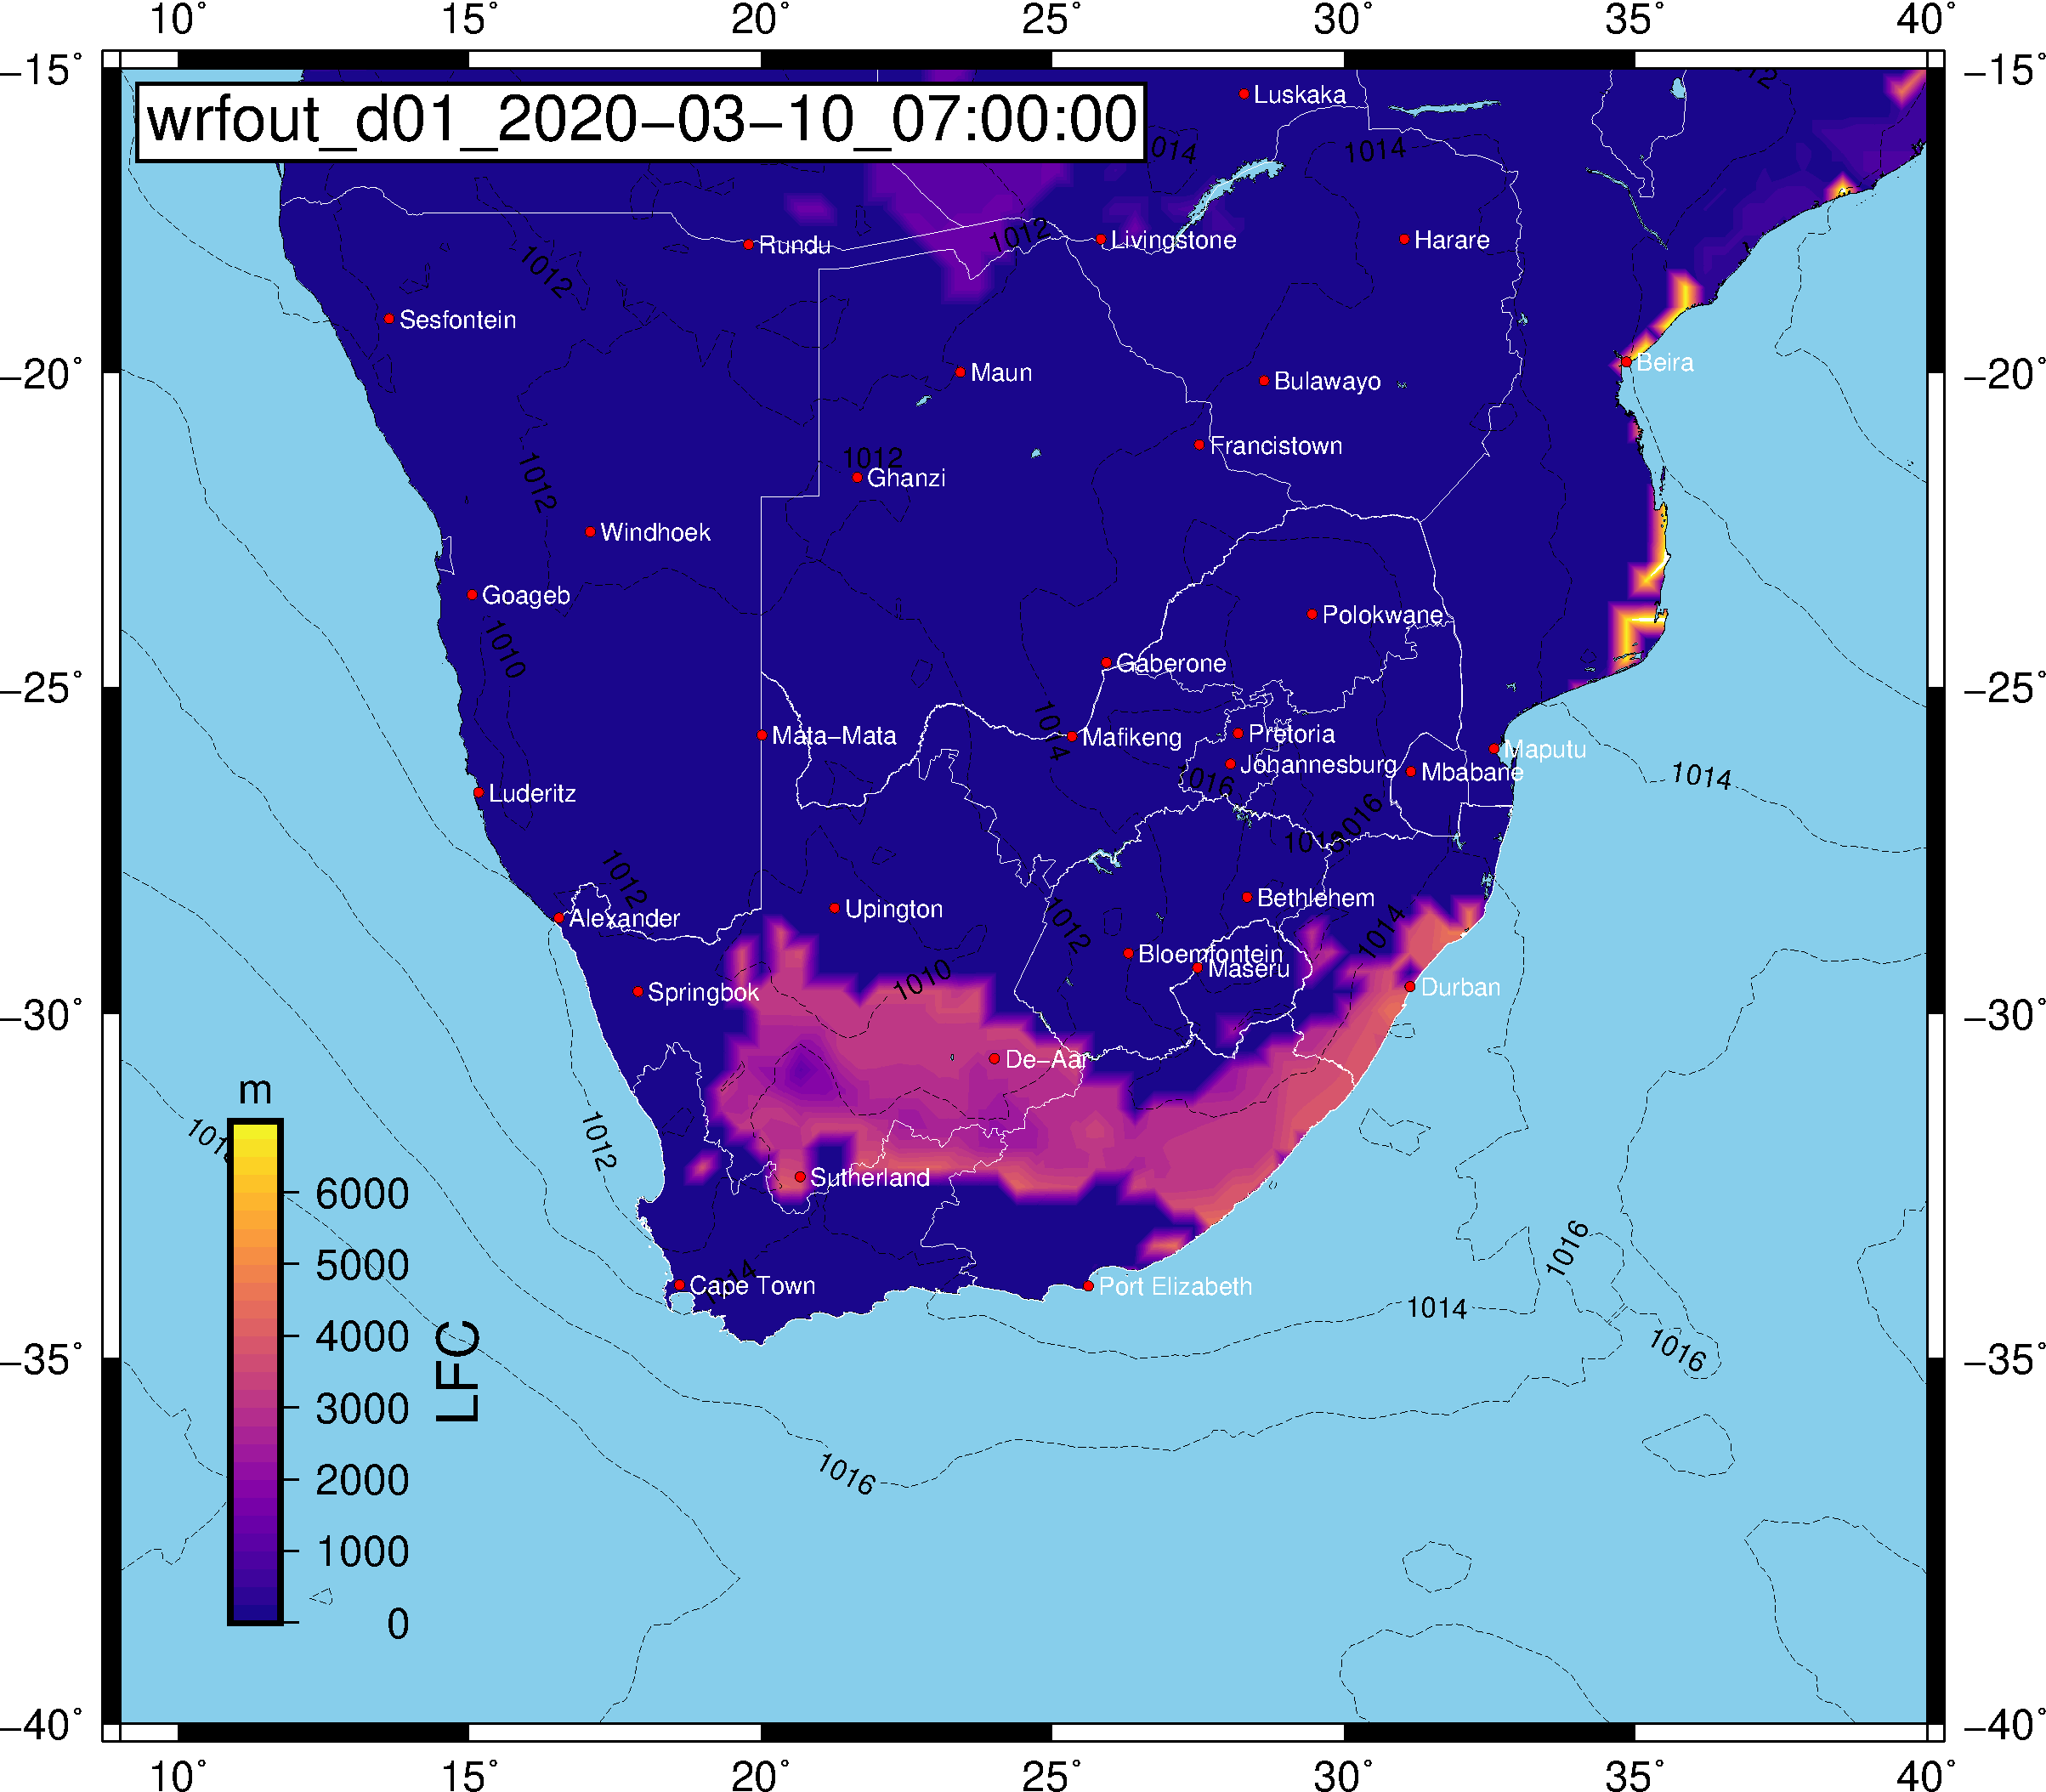 10° 15° 20° 25° 30° 35° 40°
−15° −15°
wrfout_d01_2020−03−10_07:00:00
Luskaka
1014 1014
1012
Rundu
1012
Livingstone
Harare
1012
Sesfontein
Beira
−20° −20°
Maun
Bulawayo
Francistown
1012
Ghanzi
1012
Windhoek
Goageb
Polokwane
1010
Gaberone
−25° −25°
1014
Mata−Mata
Mafikeng
Pretoria
Maputu
Johannesburg
Mbabane
1014
1016
1016
Luderitz
1012
Alexander
Upington
Bethlehem
1012
1014
Bloemfontein
Maseru
1010
Springbok
Durban
−30° −30°
De−Aar
m
1012
Sutherland
6000
1016
5000
Cape Town
1014
Port Elizabeth
1014
4000
LFC
1016
−35° −35°
3000
1016
2000
1000
0
−40° −40°
10° 15° 20° 25° 30° 35° 40°